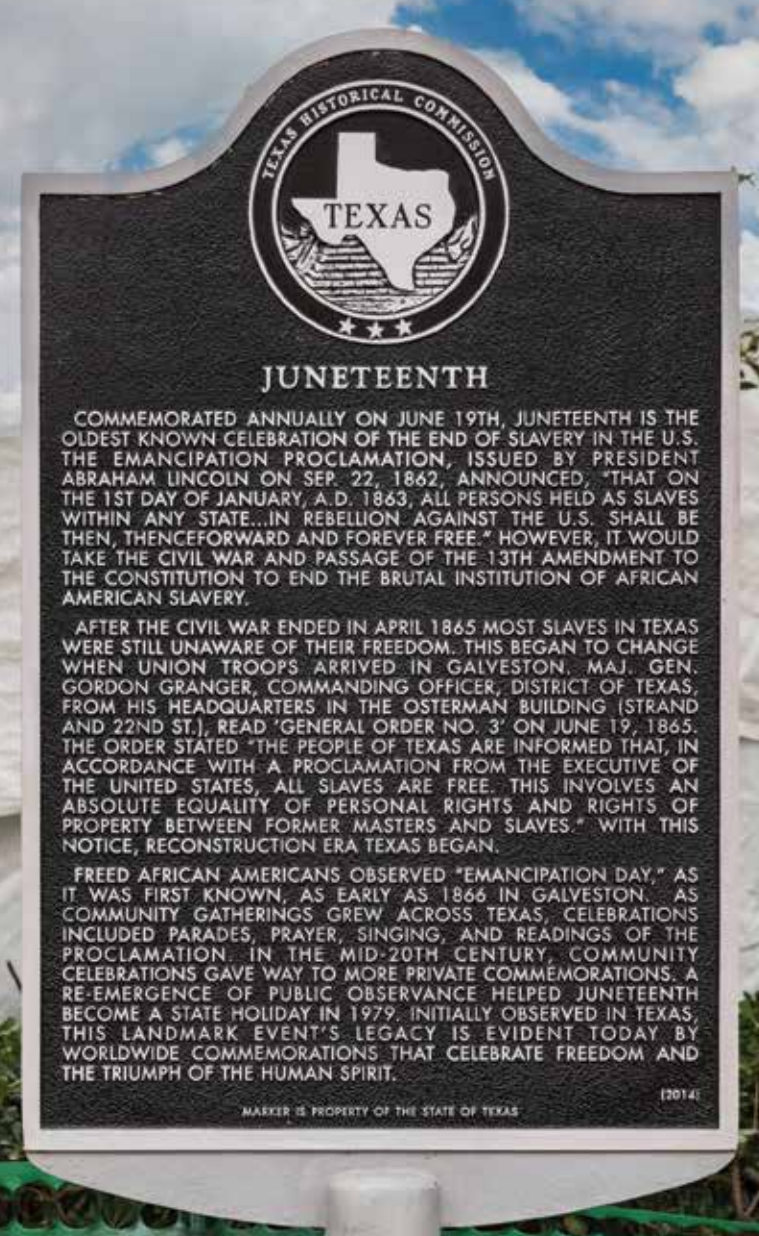 TEXAS HISTORICAL COMMISSION
TEXAS
JUNETEENTH
COMMEMORATED ANNUALLY ON JUNE 19TH, JUNETEENTH IS THE
OLDEST KNOWN CELEBRATION OF THE END OF SLAVERY IN THE U.S.
THE EMANCIPATION PROCLAMATION, ISSUED BY PRESIDENT
ABRAHAM LINCOLN ON SEP. 22, 1862, ANNOUNCED, "THAT ON
THE 1ST DAY OF JANUARY, A.D. 1863, ALL PERSONS HELD AS SLAVES
WITHIN ANY STATE...IN REBELLION AGAINST THE U.S. SHALL BE
THEN, THENCEFORWARD AND FOREVER FREE." HOWEVER, IT WOULD
TAKE THE CIVIL WAR AND PASSAGE OF THE 13TH AMENDMENT TO
THE CONSTITUTION TO END THE BRUTAL INSTITUTION OF AFRICAN
AMERICAN SLAVERY.
AFTER THE CIVIL WAR ENDED IN APRIL 1865 MOST SLAVES IN TEXAS
WERE STILL UNAWARE OF THEIR FREEDOM. THIS BEGAN TO CHANGE
WHEN UNION TROOPS ARRIVED IN GALVESTON. MAJ. GEN.
GORDON GRANGER, COMMANDING OFFICER, DISTRICT OF TEXAS,
FROM HIS HEADQUARTERS IN THE OSTERMAN BUILDING (STRAND
AND 22ND ST.), READ 'GENERAL ORDER NO. 3' ON JUNE 19, 1865.
THE ORDER STATED "THE PEOPLE OF TEXAS ARE INFORMED THAT, IN
ACCORDANCE WITH A PROCLAMATION FROM THE EXECUTIVE OF
THE UNITED STATES, ALL SLAVES ARE FREE. THIS INVOLVES AN
ABSOLUTE EQUALITY OF PERSONAL RIGHTS AND RIGHTS OF
PROPERTY BETWEEN FORMER MASTERS AND SLAVES." WITH THIS
NOTICE, RECONSTRUCTION ERA TEXAS BEGAN.
FREED AFRICAN AMERICANS OBSERVED "EMANCIPATION DAY," AS
IT WAS FIRST KNOWN, AS EARLY AS 1866 IN GALVESTON. AS
COMMUNITY GATHERINGS GREW ACROSS TEXAS, CELEBRATIONS
INCLUDED PARADES, PRAYER, SINGING, AND READINGS OF THE
PROCLAMATION. IN THE MID-20TH CENTURY, COMMUNITY
CELEBRATIONS GAVE WAY TO MORE PRIVATE COMMEMORATIONS. A
RE-EMERGENCE OF PUBLIC OBSERVANCE HELPED JUNETEENTH
BECOME A STATE HOLIDAY IN 1979. INITIALLY OBSERVED IN TEXAS,
THIS LANDMARK EVENT'S LEGACY IS EVIDENT TODAY BY
WORLDWIDE COMMEMORATIONS THAT CELEBRATE FREEDOM AND
THE TRIUMPH OF THE HUMAN SPIRIT.
(2014)
MARKER IS PROPERTY OF THE STATE OF TEXAS